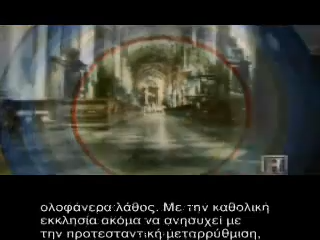 ολοφάνερα λάθος. Με την καθολική
εκκλησία ακόμα να ανησυχεί με
την προτεσταντική μεταρρύθμιση,